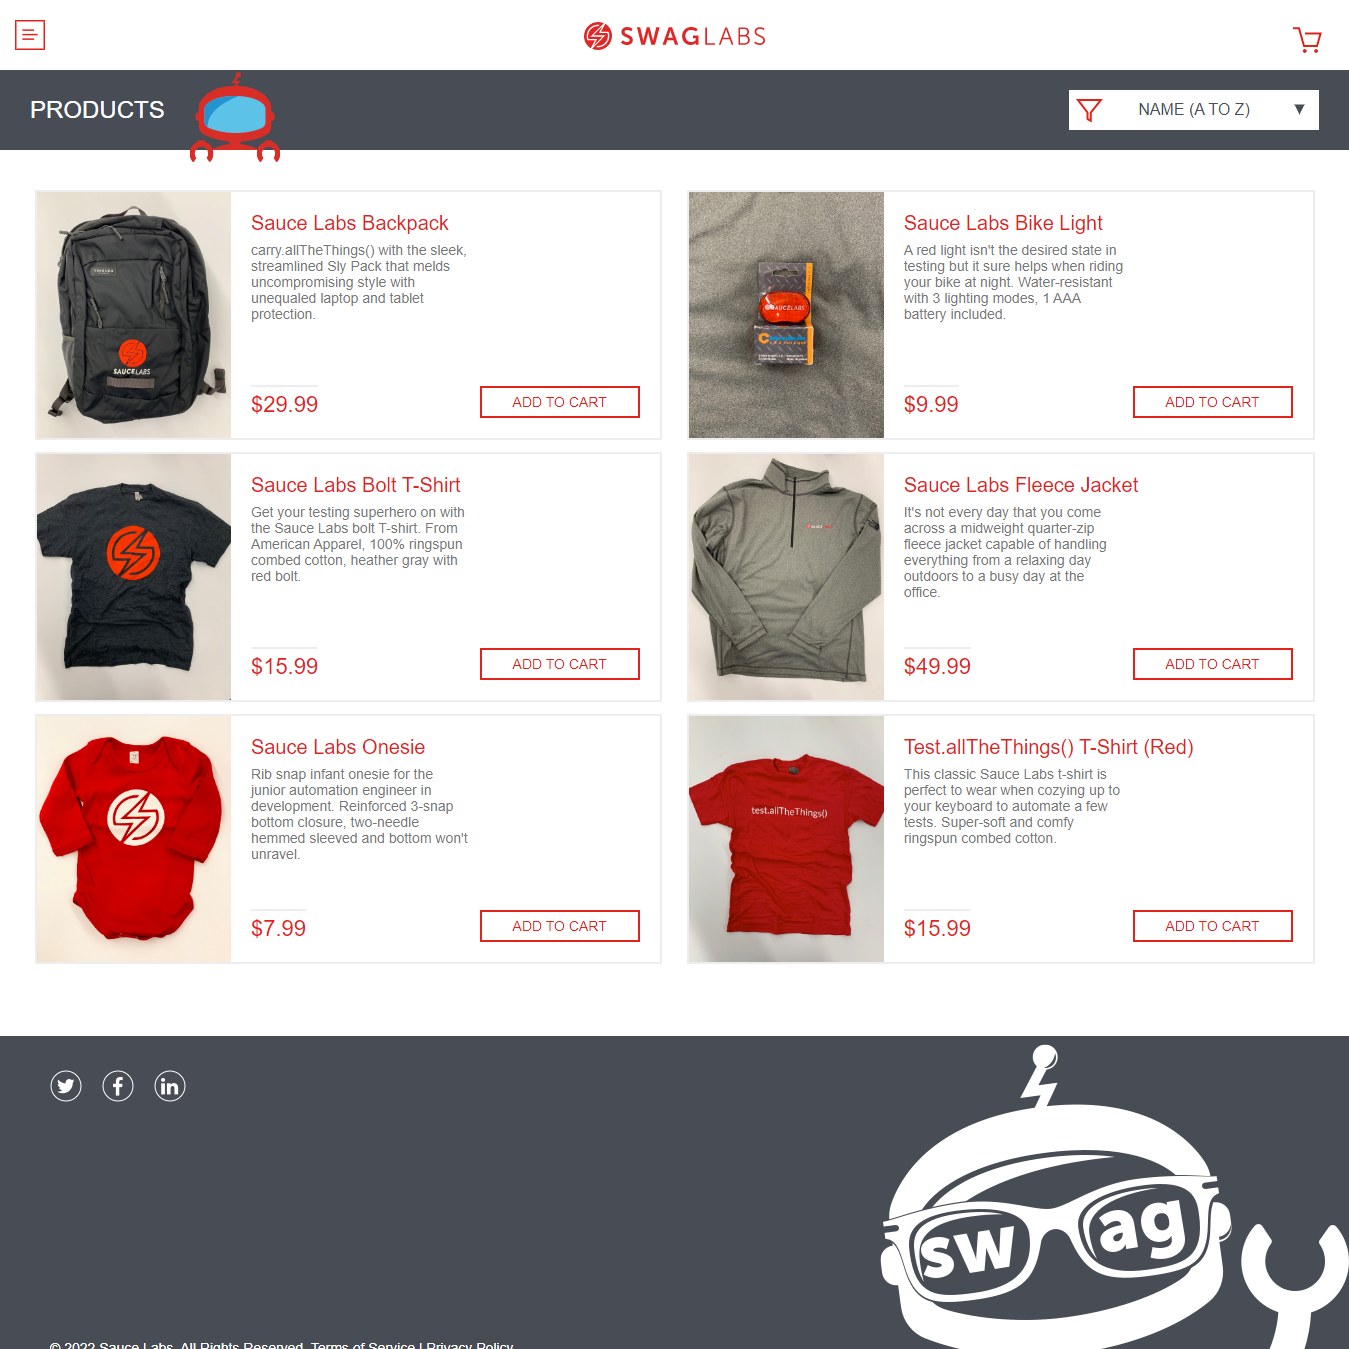 SWAGLABS
PRODUCTS
NAME (A TO Z) ▼
Sauce Labs Backpack
carry.allTheThings() with the sleek,
streamlined Sly Pack that melds
uncompromising style with
unequaled laptop and tablet
protection.
$29.99
ADD TO CART
SAUCELABS
Sauce Labs Bike Light
A red light isn't the desired state in
testing but it sure helps when riding
your bike at night. Water-resistant
with 3 lighting modes, 1 AAA
battery included.
$9.99
ADD TO CART
SAUCELABS
Sauce Labs Bolt T-Shirt
Get your testing superhero on with
the Sauce Labs bolt T-shirt. From
American Apparel, 100% ringspun
combed cotton, heather gray with
red bolt.
$15.99
ADD TO CART
Sauce Labs Fleece Jacket
It's not every day that you come
across a midweight quarter-zip
fleece jacket capable of handling
everything from a relaxing day
outdoors to a busy day at the
office.
$49.99
ADD TO CART
Sauce Labs Onesie
Rib snap infant onesie for the
junior automation engineer in
development. Reinforced 3-snap
bottom closure, two-needle
hemmed sleeved and bottom won't
unravel.
$7.99
ADD TO CART
Test.allTheThings() T-Shirt (Red)
This classic Sauce Labs t-shirt is
perfect to wear when cozying up to
your keyboard to automate a few
tests. Super-soft and comfy
ringspun combed cotton.
$15.99
ADD TO CART
test.allTheThings()
swag
© 2022 Sauce Labs. All Rights Reserved. Terms of Service | Privacy Policy